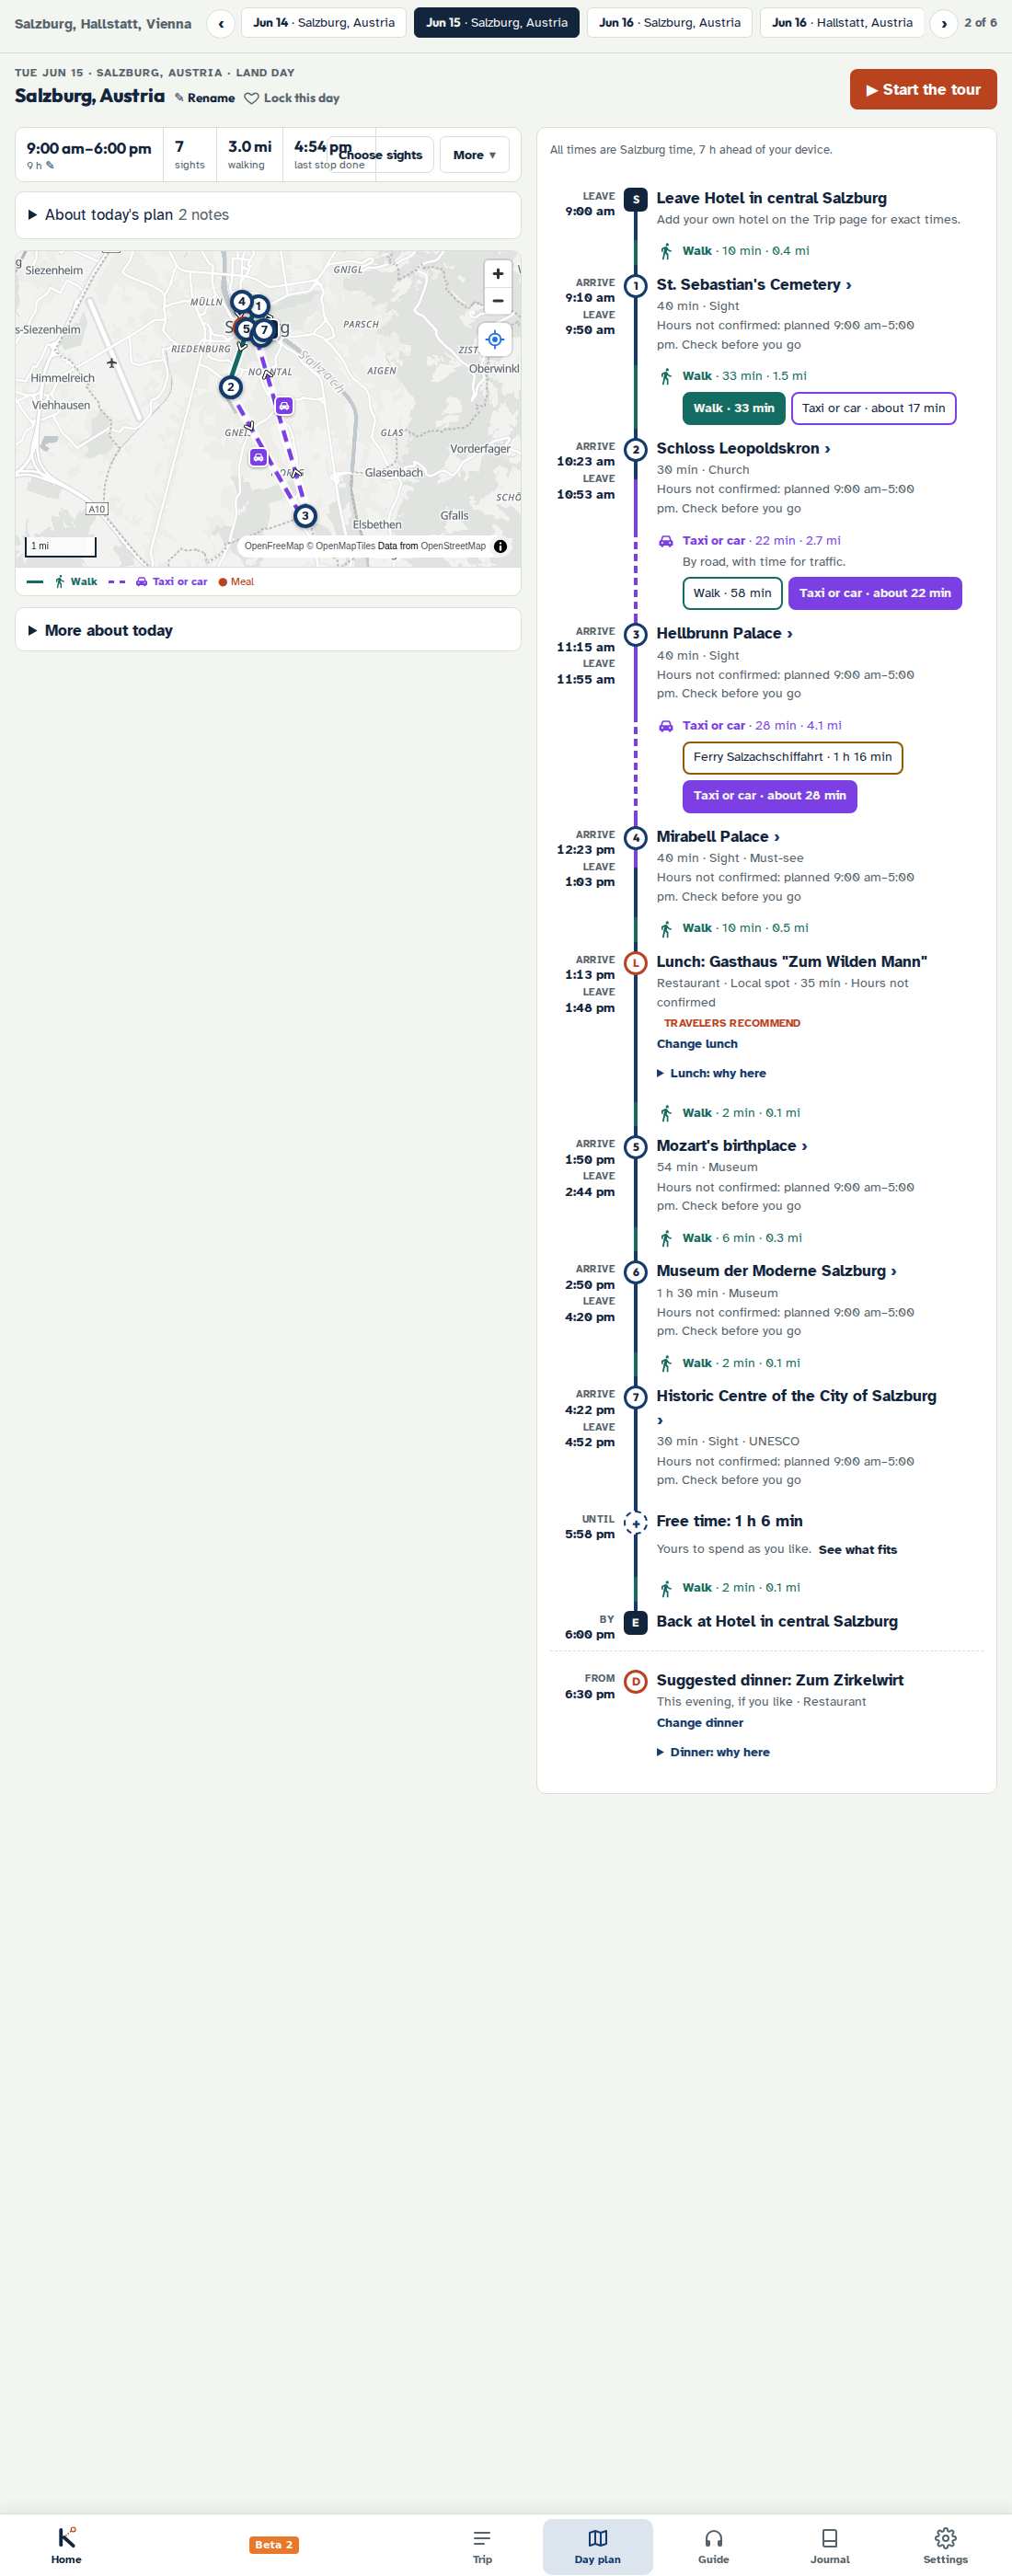 Salzburg, Hallstatt, Vienna
‹
Jun 14 · Salzburg, Austria
Jun 15 · Salzburg, Austria
Jun 16 · Salzburg, Austria
Jun 16 · Hallstatt, Austria
›
2 of 6
TUE JUN 15 · SALZBURG, AUSTRIA · LAND DAY
Salzburg, Austria ✎ Rename Lock this day
▶ Start the tour
9:00 am–6:00 pm
9 h ✎
7
sights
3.0 mi
walking
4:54 pm
last stop done
Choose sights
More ▾
▶ About today's plan 2 notes
Siezenheim
GNIGL
MÜLLN
4
1
5
7
PARSCH
s-Siezenheim
RIEDENBURG
Salzach
Himmelreich
2
AIGEN
Oberwinkl
Viehhausen
GLAS
Vorderfager
Glasenbach
3
A10
Elsbethen
Gfalls
+
−
1 mi
OpenFreeMap © OpenMapTiles Data from OpenStreetMap
Walk
Taxi or car
Meal
▶ More about today
All times are Salzburg time, 7 h ahead of your device.
LEAVE
9:00 am
S
Leave Hotel in central Salzburg
Add your own hotel on the Trip page for exact times.
Walk · 10 min · 0.4 mi
ARRIVE
9:10 am
LEAVE
9:50 am
1
St. Sebastian's Cemetery ›
40 min · Sight
Hours not confirmed: planned 9:00 am–5:00
pm. Check before you go
Walk · 33 min · 1.5 mi
Walk · 33 min
Taxi or car · about 17 min
ARRIVE
10:23 am
LEAVE
10:53 am
2
Schloss Leopoldskron ›
30 min · Church
Hours not confirmed: planned 9:00 am–5:00
pm. Check before you go
Taxi or car · 22 min · 2.7 mi
By road, with time for traffic.
Walk · 58 min
Taxi or car · about 22 min
ARRIVE
11:15 am
LEAVE
11:55 am
3
Hellbrunn Palace ›
40 min · Sight
Hours not confirmed: planned 9:00 am–5:00
pm. Check before you go
Taxi or car · 28 min · 4.1 mi
Ferry Salzachschiffahrt · 1 h 16 min
Taxi or car · about 28 min
ARRIVE
12:23 pm
LEAVE
1:03 pm
4
Mirabell Palace ›
40 min · Sight · Must-see
Hours not confirmed: planned 9:00 am–5:00
pm. Check before you go
Walk · 10 min · 0.5 mi
ARRIVE
1:13 pm
LEAVE
1:48 pm
L
Lunch: Gasthaus "Zum Wilden Mann"
Restaurant · Local spot · 35 min · Hours not
confirmed
TRAVELERS RECOMMEND
Change lunch
▶ Lunch: why here
Walk · 2 min · 0.1 mi
ARRIVE
1:50 pm
LEAVE
2:44 pm
5
Mozart's birthplace ›
54 min · Museum
Hours not confirmed: planned 9:00 am–5:00
pm. Check before you go
Walk · 6 min · 0.3 mi
ARRIVE
2:50 pm
LEAVE
4:20 pm
6
Museum der Moderne Salzburg ›
1 h 30 min · Museum
Hours not confirmed: planned 9:00 am–5:00
pm. Check before you go
Walk · 2 min · 0.1 mi
ARRIVE
4:22 pm
LEAVE
4:52 pm
7
Historic Centre of the City of Salzburg
›
30 min · Sight · UNESCO
Hours not confirmed: planned 9:00 am–5:00
pm. Check before you go
UNTIL
5:58 pm
+
Free time: 1 h 6 min
Yours to spend as you like. See what fits
Walk · 2 min · 0.1 mi
BY
6:00 pm
E
Back at Hotel in central Salzburg
FROM
6:30 pm
D
Suggested dinner: Zum Zirkelwirt
This evening, if you like · Restaurant
Change dinner
▶ Dinner: why here
Home
Beta 2
Trip
Day plan
Guide
Journal
Settings